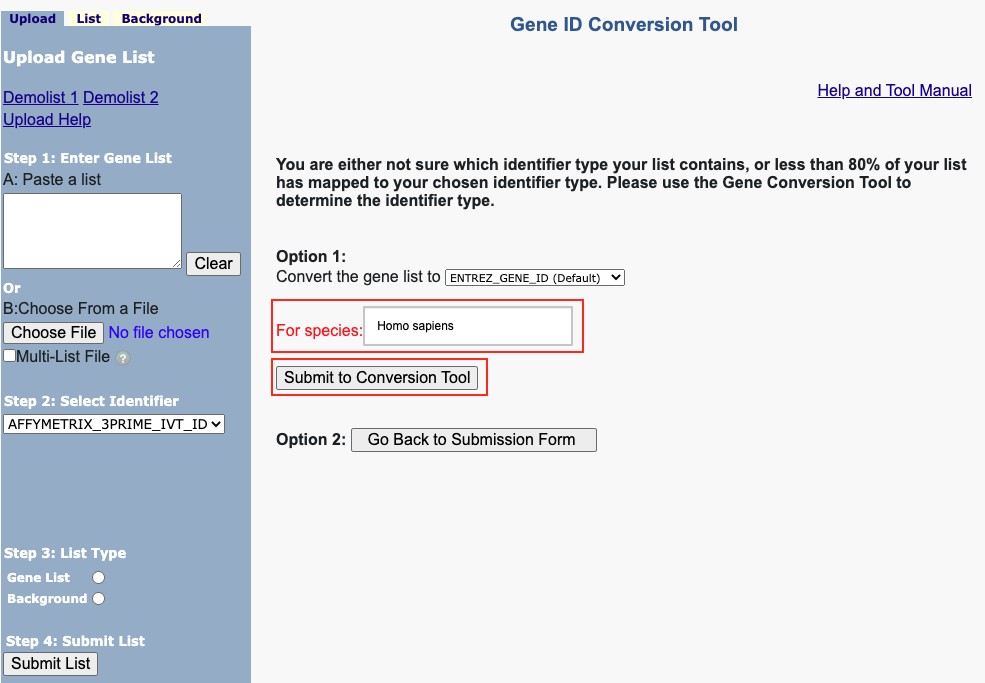 Upload List Background
Gene ID Conversion Tool
Upload Gene List
Demolist 1 Demolist 2
Upload Help
Help and Tool Manual
Step 1: Enter Gene List
A: Paste a list
Clear
Or
B:Choose From a File
Choose File No file chosen
Multi-List File ?
Step 2: Select Identifier
AFFYMETRIX_3PRIME_IVT_ID
Step 3: List Type
Gene List
Background
Step 4: Submit List
Submit List
You are either not sure which identifier type your list contains, or less than 80% of your list
has mapped to your chosen identifier type. Please use the Gene Conversion Tool to
determine the identifier type.
Option 1:
Convert the gene list to ENTREZ_GENE_ID (Default)
For species: Homo sapiens
Submit to Conversion Tool
Option 2: Go Back to Submission Form